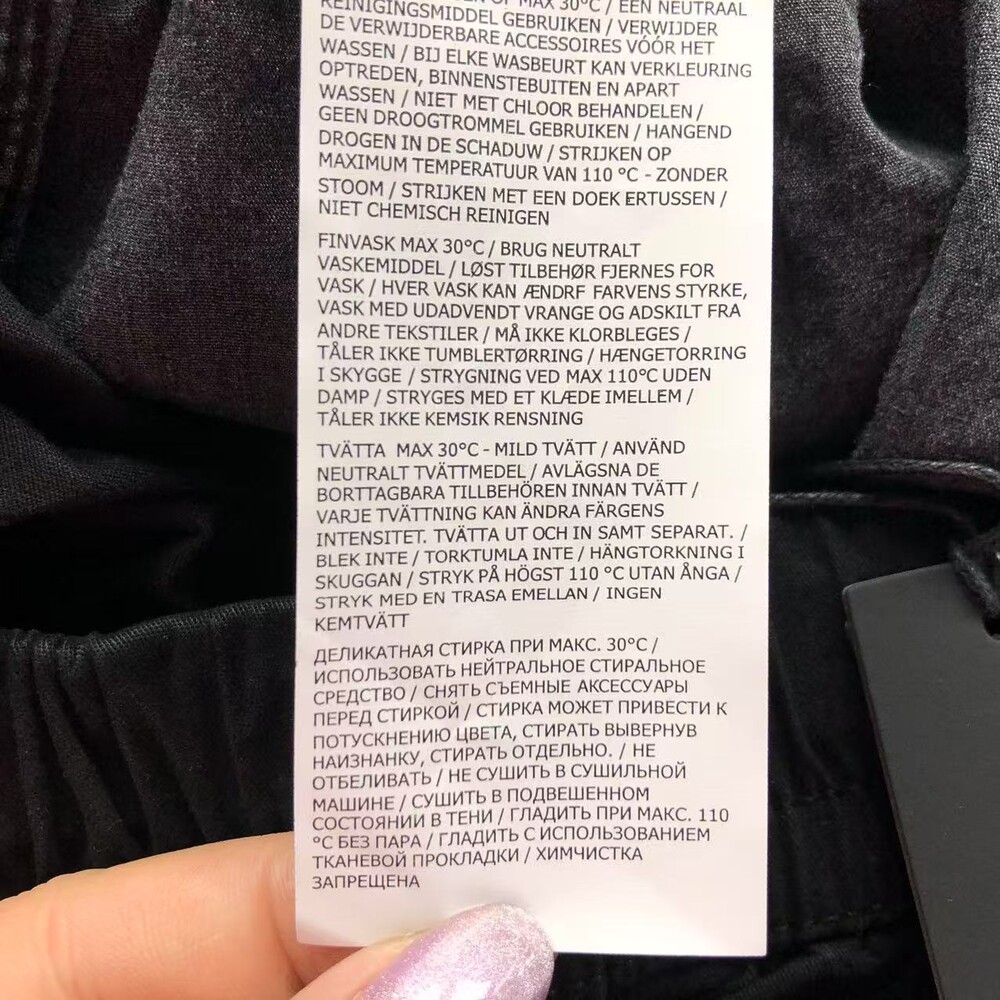 MAX 30°C / EEN NEUTRAAL
REINIGINGSMIDDEL GEBRUIKEN / VERWIJDER
DE VERWIJDERBARE ACCESSOIRES VÓÓR HET
WASSEN / BIJ ELKE WASBEURT KAN VERKLEURING
OPTREDEN, BINNENSTEBUITEN EN APART
WASSEN / NIET MET CHLOOR BEHANDELEN /
GEEN DROOGTROMMEL GEBRUIKEN / HANGEND
DROGEN IN DE SCHADUW / STRIJKEN OP
MAXIMUM TEMPERATUUR VAN 110 °C - ZONDER
STOOM / STRIJKEN MET EEN DOEK ERTUSSEN /
NIET CHEMISCH REINIGEN
FINVASK MAX 30°C / BRUG NEUTRALT
VASKEMIDDEL / LØST TILBEHØR FJERNES FOR
VASK / HVER VASK KAN ÆNDRF FARVENS STYRKE,
VASK MED UDADVENDT VRANGE OG ADSKILT FRA
ANDRE TEKSTILER / MÅ IKKE KLORBLEGES /
TÅLER IKKE TUMBLERTØRRING / HÆNGETORRING
I SKYGGE / STRYGNING VED MAX 110°C UDEN
DAMP / STRYGES MED ET KLÆDE IMELLEM /
TÅLER IKKE KEMSIK RENSNING
TVÄTTA MAX 30°C - MILD TVÄTT / ANVÄND
NEUTRALT TVÄTTMEDEL / AVLÄGSNA DE
BORTTAGBARA TILLBEHÖREN INNAN TVÄTT /
VARJE TVÄTTNING KAN ÄNDRA FÄRGENS
INTENSITET. TVÄTTA UT OCH IN SAMT SEPARAT. /
BLEK INTE / TORKTUMLA INTE / HÄNGTORKNING I
SKUGGAN / STRYK PÅ HÖGST 110 °C UTAN ÅNGA /
STRYK MED EN TRASA EMELLAN / INGEN
KEMTVÄTT
ДЕЛИКАТНАЯ СТИРКА ПРИ МАКС. 30°C /
ИСПОЛЬЗОВАТЬ НЕЙТРАЛЬНОЕ СТИРАЛЬНОЕ
СРЕДСТВО / СНЯТЬ СЪЕМНЫЕ АКСЕССУАРЫ
ПЕРЕД СТИРКОЙ / СТИРКА МОЖЕТ ПРИВЕСТИ К
ПОТУСКНЕНИЮ ЦВЕТА, СТИРАТЬ ВЫВЕРНУВ
НАИЗНАНКУ, СТИРАТЬ ОТДЕЛЬНО. / НЕ
ОТБЕЛИВАТЬ / НЕ СУШИТЬ В СУШИЛЬНОЙ
МАШИНЕ / СУШИТЬ В ПОДВЕШЕННОМ
СОСТОЯНИИ В ТЕНИ / ГЛАДИТЬ ПРИ МАКС. 110
°C БЕЗ ПАРА / ГЛАДИТЬ С ИСПОЛЬЗОВАНИЕМ
ТКАНЕВОЙ ПРОКЛАДКИ / ХИМЧИСТКА
ЗАПРЕЩЕНА